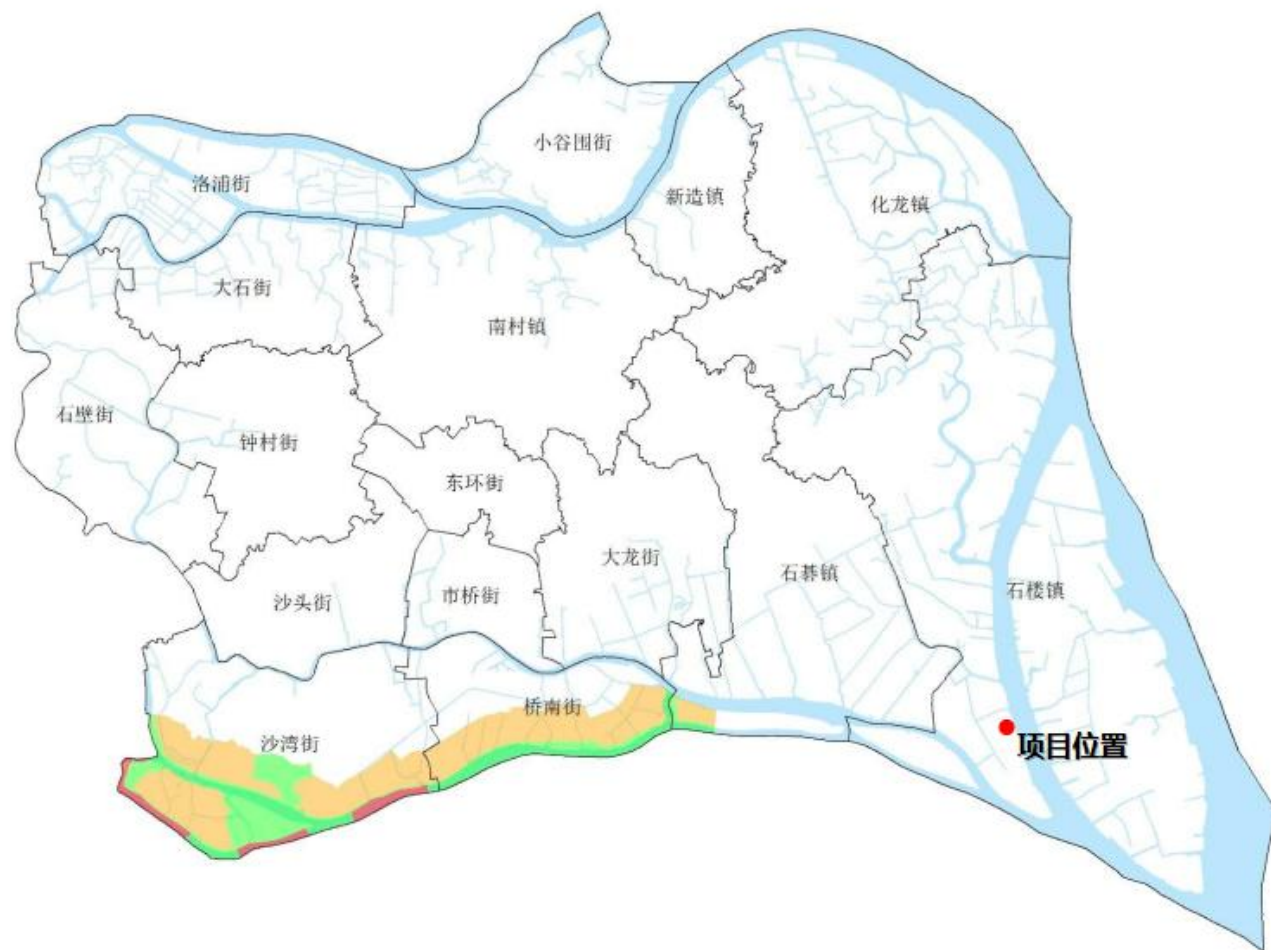 小谷围街
洛浦街
新造镇
化龙镇
大石街
南村镇
石壁街
钟村街
东环街
大龙街
石碁镇
石楼镇
沙头街
市桥街
桥南街
沙湾街
项目位置